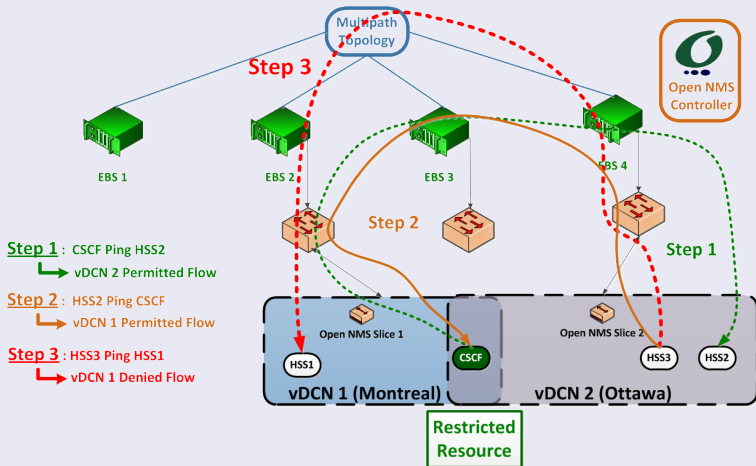 Multipath
Topology
Step 3
Open NMS
Controller
EBS 1
EBS 2
EBS 3
EBS 4
Step 2
Step 1
Step 1 : CSCF Ping HSS2
vDCN 2 Permitted Flow
Step 2 : HSS2 Ping CSCF
vDCN 1 Permitted Flow
Step 3 : HSS3 Ping HSS1
vDCN 1 Denied Flow
Open NMS Slice 1
Open NMS Slice 2
HSS1
CSCF
HSS3
HSS2
vDCN 1 (Montreal)
vDCN 2 (Ottawa)
Restricted
Resource